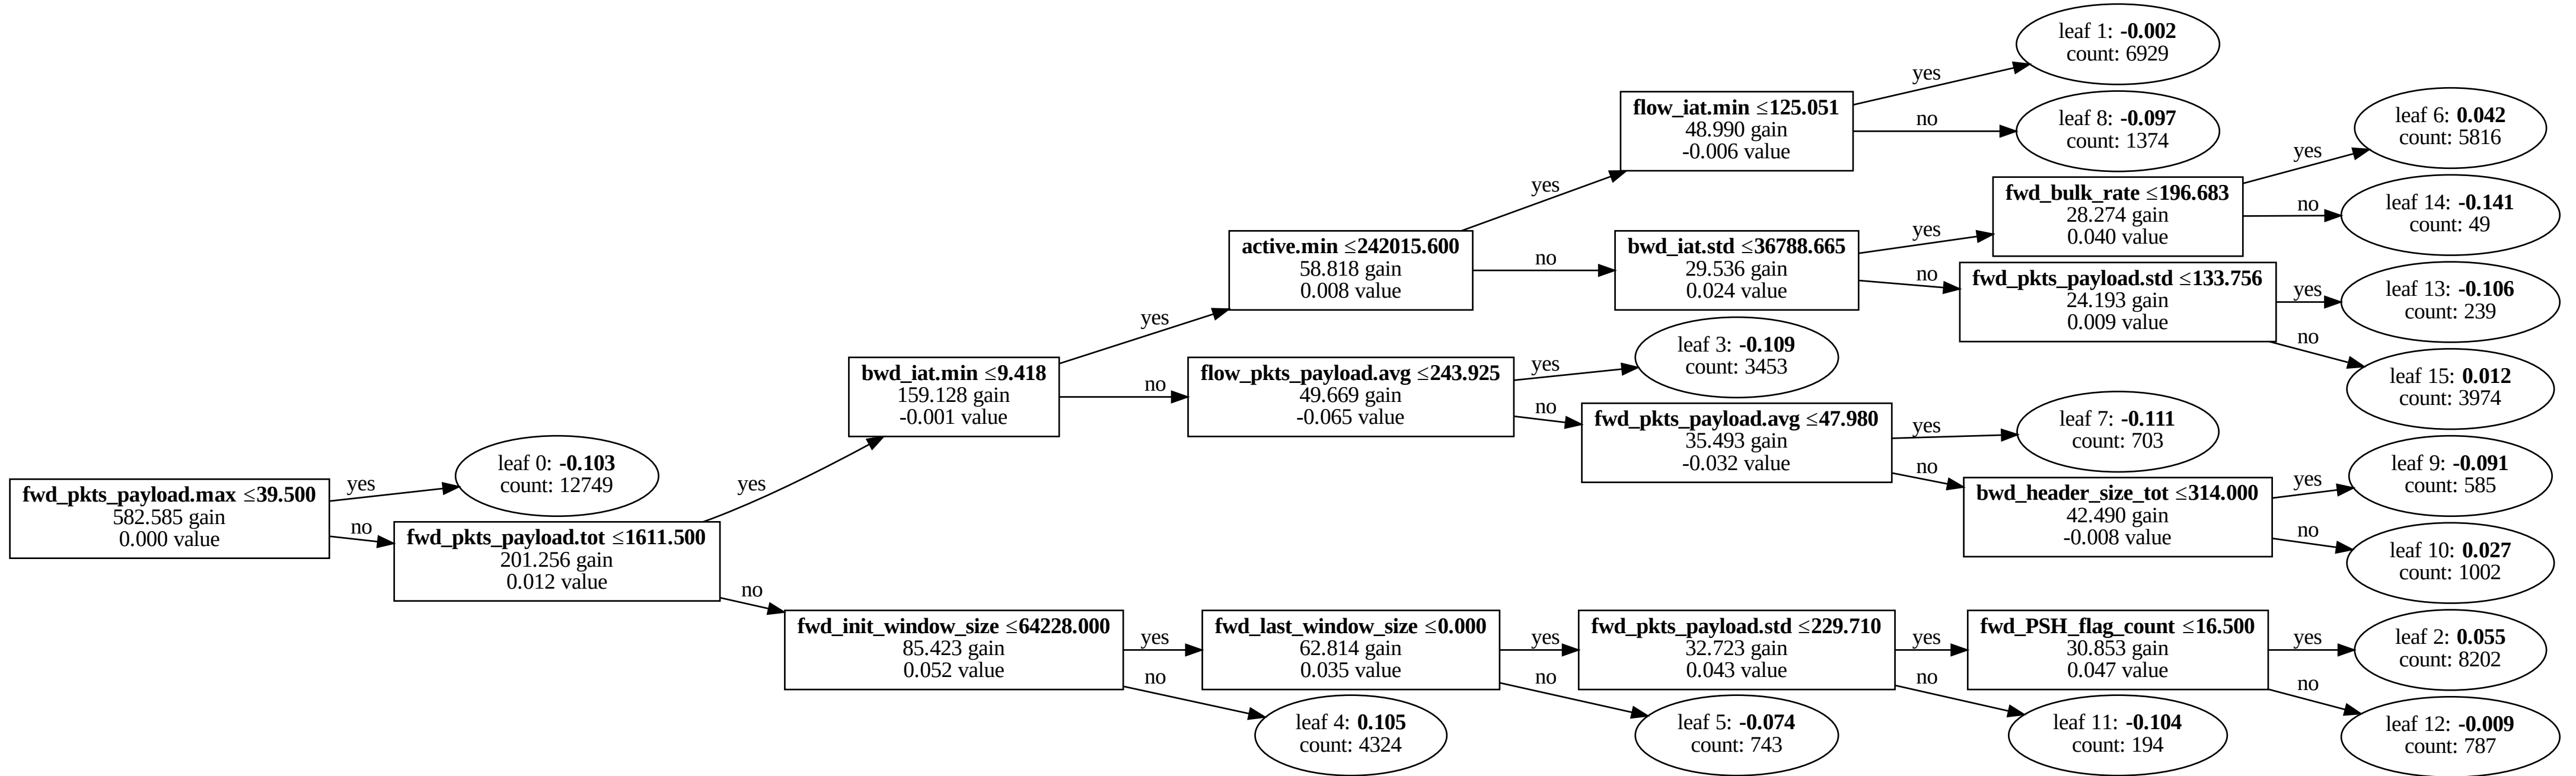 fwd_pkts_payload.max ≤39.500
582.585 gain
0.000 value
yes
no
leaf 0: -0.103
count: 12749
fwd_pkts_payload.tot ≤1611.500
201.256 gain
0.012 value
yes
no
bwd_iat.min ≤9.418
159.128 gain
-0.001 value
yes
no
active.min ≤242015.600
58.818 gain
0.008 value
yes
no
flow_iat.min ≤125.051
48.990 gain
-0.006 value
yes
no
leaf 1: -0.002
count: 6929
leaf 8: -0.097
count: 1374
bwd_iat.std ≤36788.665
29.536 gain
0.024 value
yes
no
fwd_bulk_rate ≤196.683
28.274 gain
0.040 value
yes
no
leaf 6: 0.042
count: 5816
leaf 14: -0.141
count: 49
fwd_pkts_payload.std ≤133.756
24.193 gain
0.009 value
yes
no
leaf 13: -0.106
count: 239
leaf 15: 0.012
count: 3974
flow_pkts_payload.avg ≤243.925
49.669 gain
-0.065 value
yes
no
leaf 3: -0.109
count: 3453
fwd_pkts_payload.avg ≤47.980
35.493 gain
-0.032 value
yes
no
leaf 7: -0.111
count: 703
bwd_header_size_tot ≤314.000
42.490 gain
-0.008 value
yes
no
leaf 9: -0.091
count: 585
leaf 10: 0.027
count: 1002
fwd_init_window_size ≤64228.000
85.423 gain
0.052 value
yes
no
fwd_last_window_size ≤0.000
62.814 gain
0.035 value
yes
no
leaf 4: 0.105
count: 4324
fwd_pkts_payload.std ≤229.710
32.723 gain
0.043 value
yes
no
leaf 5: -0.074
count: 743
fwd_PSH_flag_count ≤16.500
30.853 gain
0.047 value
yes
no
leaf 11: -0.104
count: 194
leaf 2: 0.055
count: 8202
leaf 12: -0.009
count: 787